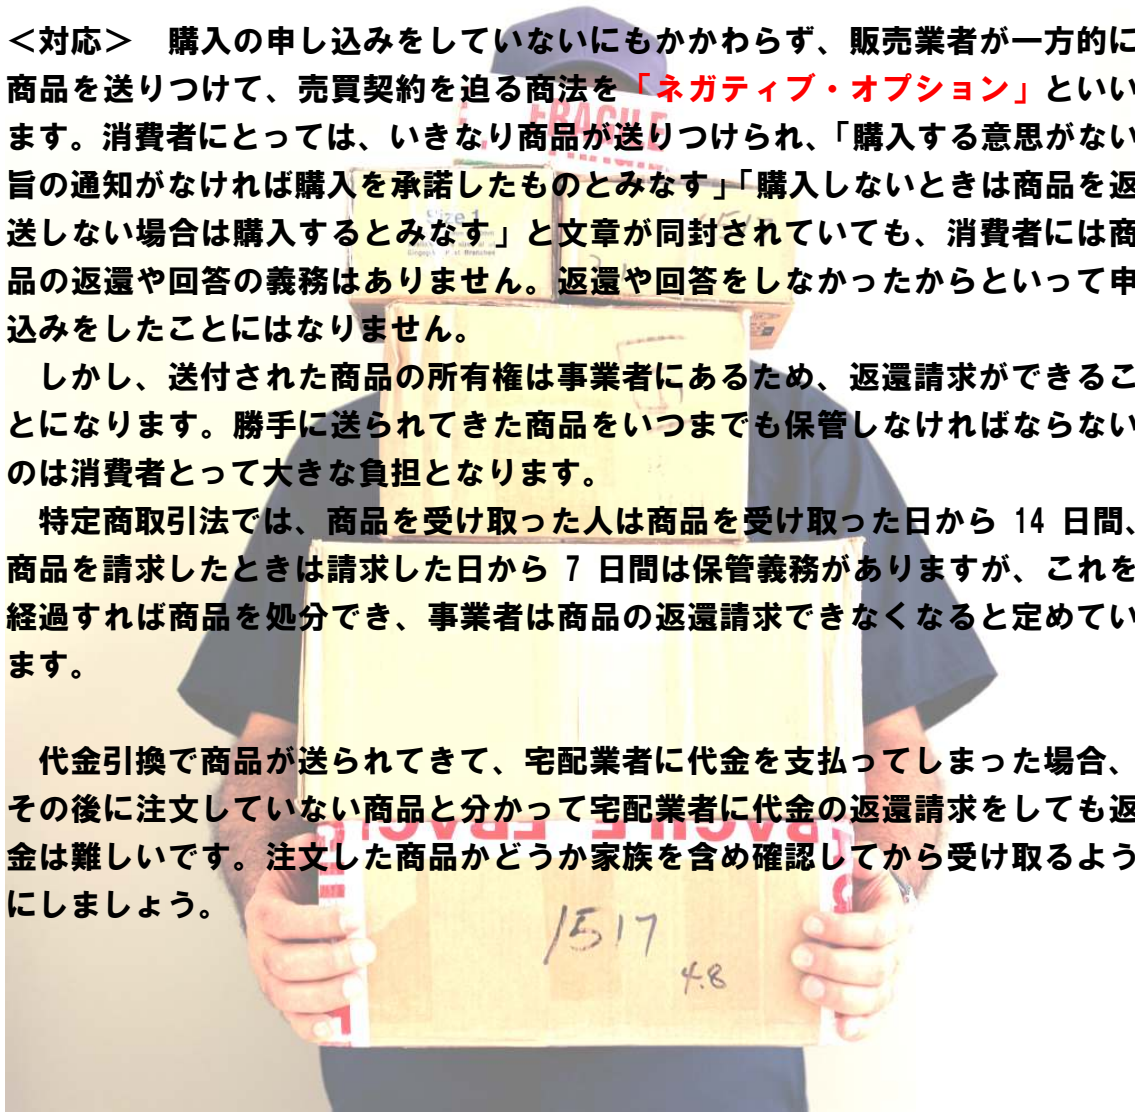 ＜対応＞　購入の申し込みをしていないにもかかわらず、販売業者が一方的に
商品を送りつけて、売買契約を迫る商法を「ネガティブ・オプション」といい
ます。消費者にとっては、いきなり商品が送りつけられ、「購入する意思がない
旨の通知がなければ購入を承諾したものとみなす」「購入しないときは商品を返
送しない場合は購入するとみなす」と文章が同封されていても、消費者には商
品の返還や回答の義務はありません。返還や回答をしなかったからといって申
込みをしたことにはなりません。
　しかし、送付された商品の所有権は事業者にあるため、返還請求ができるこ
とになります。勝手に送られてきた商品をいつまでも保管しなければならない
のは消費者とって大きな負担となります。
　特定商取引法では、商品を受け取った人は商品を受け取った日から 14 日間、
商品を請求したときは請求した日から 7 日間は保管義務がありますが、これを
経過すれば商品を処分でき、事業者は商品の返還請求できなくなると定めてい
ます。
　代金引換で商品が送られてきて、宅配業者に代金を支払ってしまった場合、
その後に注文していない商品と分かって宅配業者に代金の返還請求をしても返
金は難しいです。注文した商品かどうか家族を含め確認してから受け取るよう
にしましょう。
FRAGILE
Size 1
1517
4.8